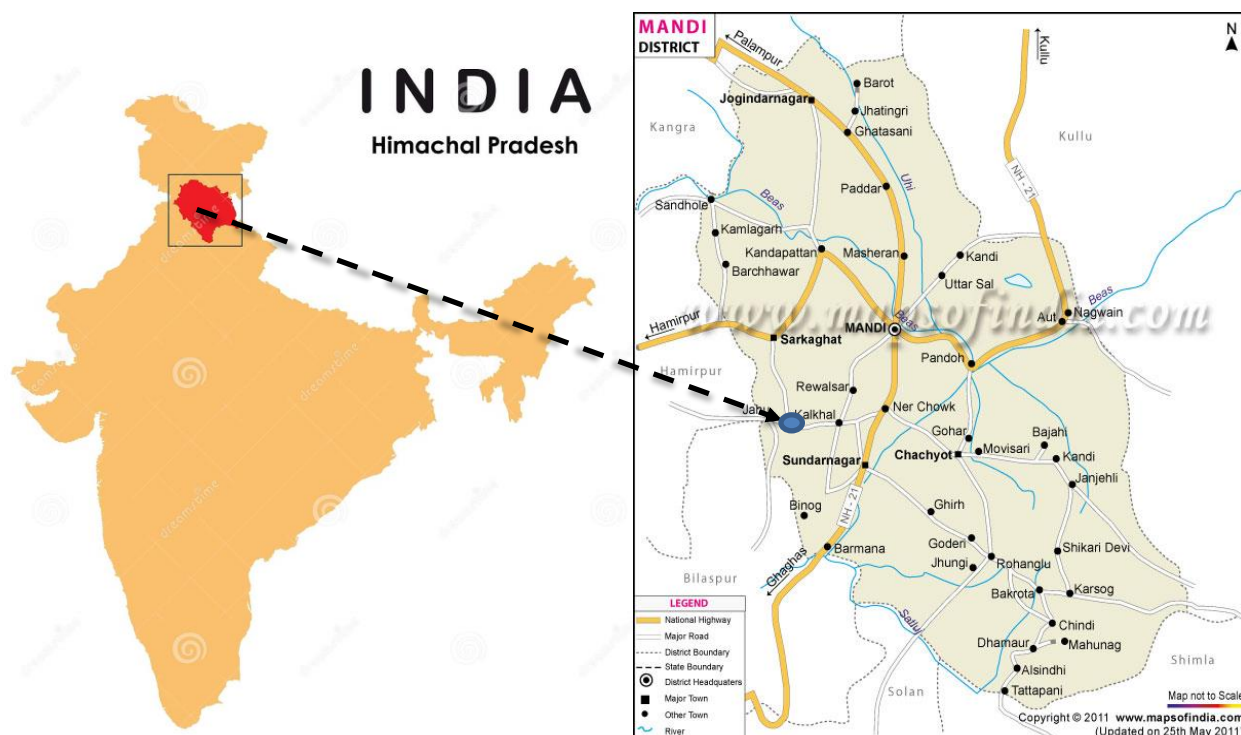 INDIA
Himachal Pradesh
MANDI
DISTRICT
N
Palampur
Kullu
Barot
Jogindarnagar
Jhatingri
Ghatasani
Kangra
Kullu
NH - 21
Uhl
Paddar
Beas
Sandhole
Kamlagarh
Kandapattan
Masheran
Kandi
Barchhawar
Uttar Sal
www.mapsofindia.com
Beas
Nagwain
Aut
Hamirpur
Beas
MANDI
Sarkaghat
Pandoh
Hamirpur
Rewalsar
Ner Chowk
Kalkhal
Gohar
Bajahi
Movisari
Chachyot
Kandi
Sundarnagar
Janjehli
Binog
NH - 21
Ghirh
Goderi
Shikari Devi
Barmana
Jhungi
Rohanglu
Ghaghas
Bilaspur
Bakrota
Karsog
Satluj
Chindi
Dhamaur
Mahunag
Alsindhi
Shimla
Solan
Tattapani
LEGEND
National Highway
Major Road
District Boundary
State Boundary
District Headquaters
Major Town
Other Town
River
Map not to Scale
Copyright © 2011 www.mapsofindia.com
(Updated on 25th May 2011)